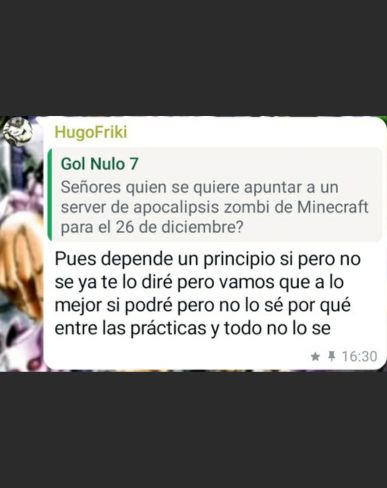 HugoFriki
Gol Nulo 7
Señores quien se quiere apuntar a un
server de apocalipsis zombi de Minecraft
para el 26 de diciembre?
Pues depende un principio si pero no
se ya te lo diré pero vamos que a lo
mejor si podré pero no lo sé por qué
entre las prácticas y todo no lo se
16:30